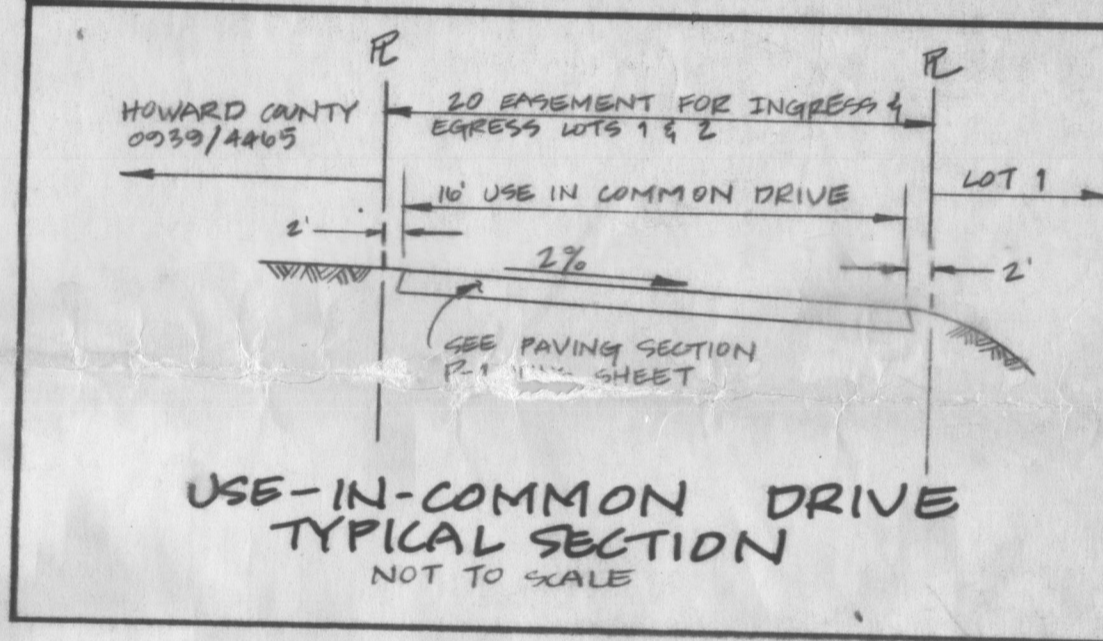 PL
PL
HOWARD COUNTY
0939/4465
20 EASEMENT FOR INGRESS &
EGRESS LOTS 1 & 2
LOT 1
16' USE IN COMMON DRIVE
2'
2%
2'
SEE PAVING SECTION
P-1 SHEET
USE-IN-COMMON DRIVE
TYPICAL SECTION
NOT TO SCALE